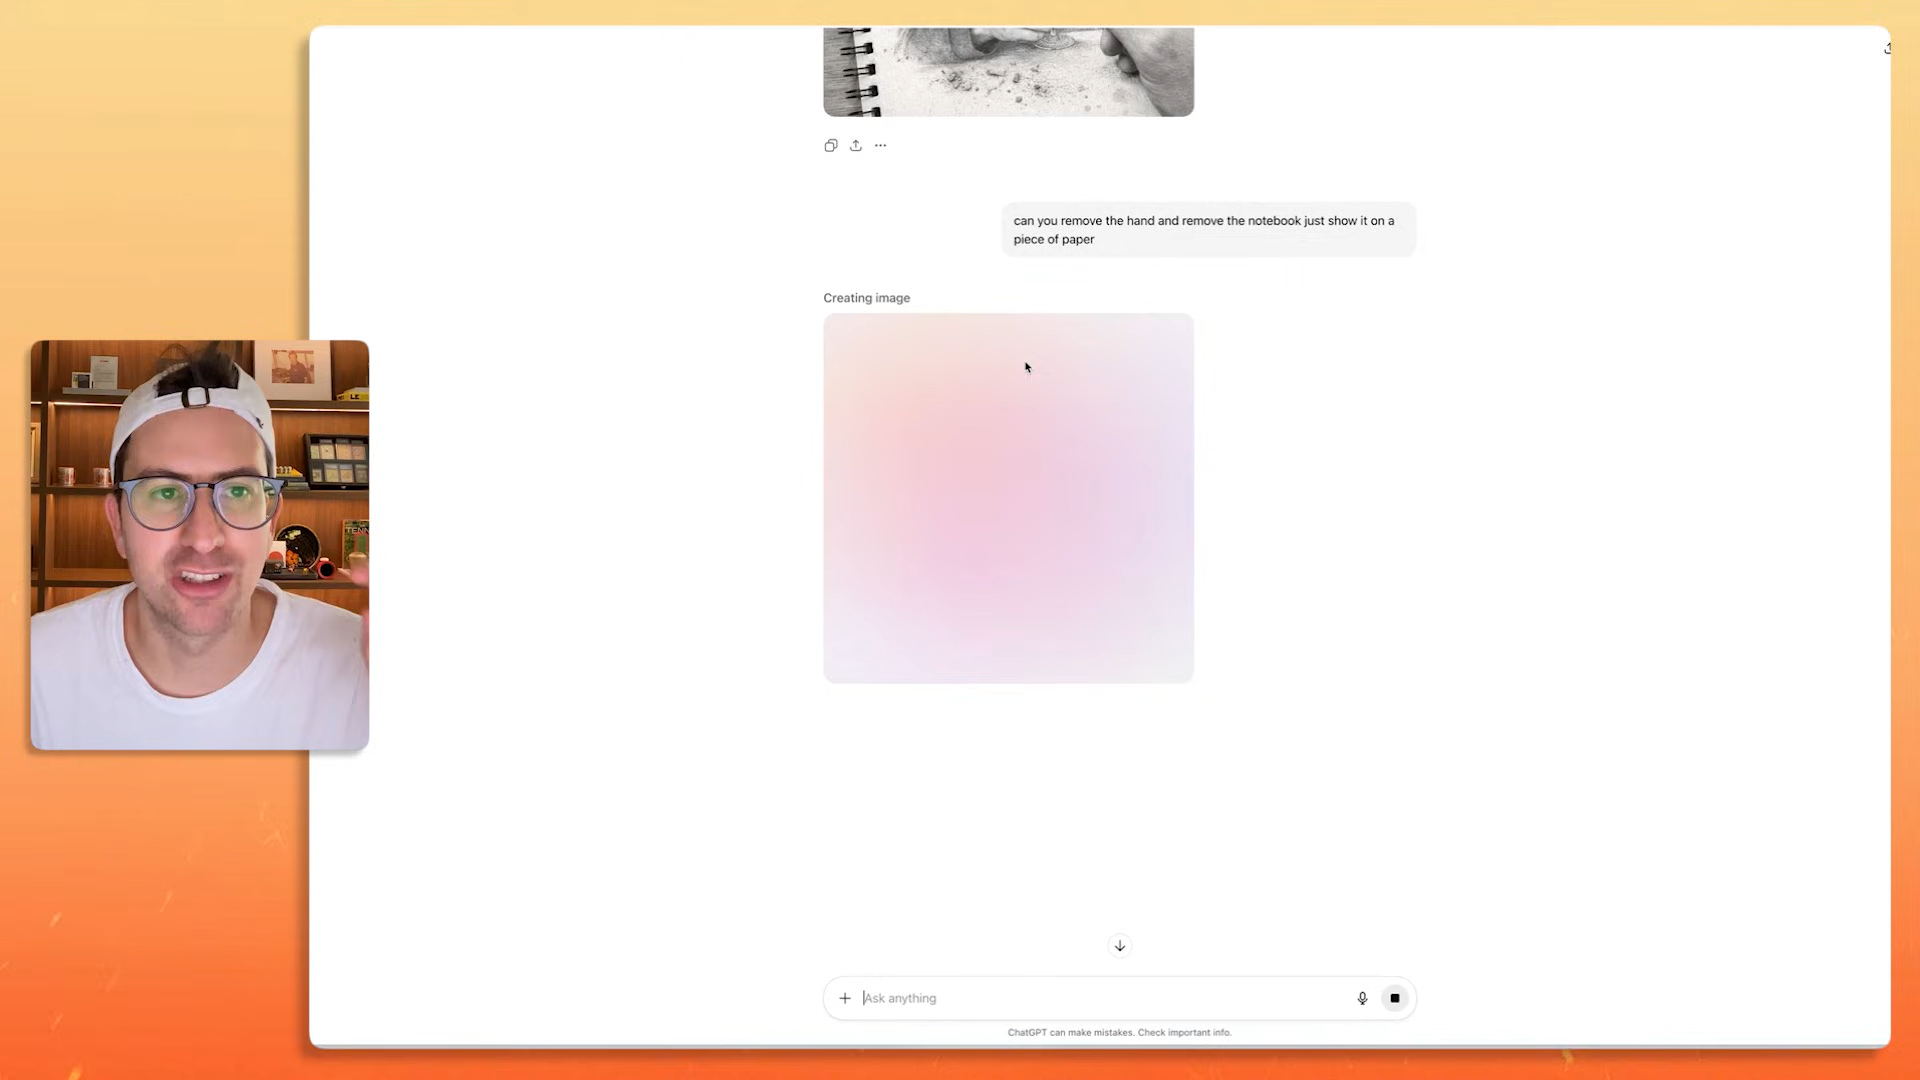 can you remove the hand and remove the notebook just show it on a
piece of paper
Creating image
TENN
Ask anything
ChatGPT can make mistakes. Check important info.